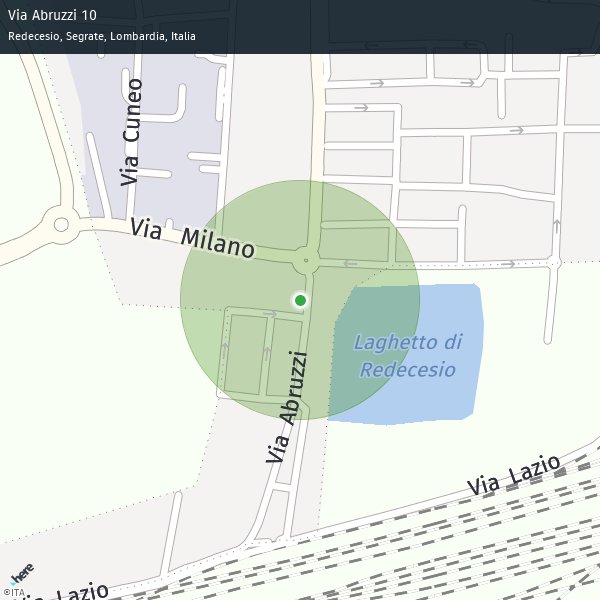 Via Abruzzi 10
Redecesio, Segrate, Lombardia, Italia
Via Cuneo
Via Milano
Laghetto di
Redecesio
Via Abruzzi
Via Lazio
here
Via Lazio
©ITA